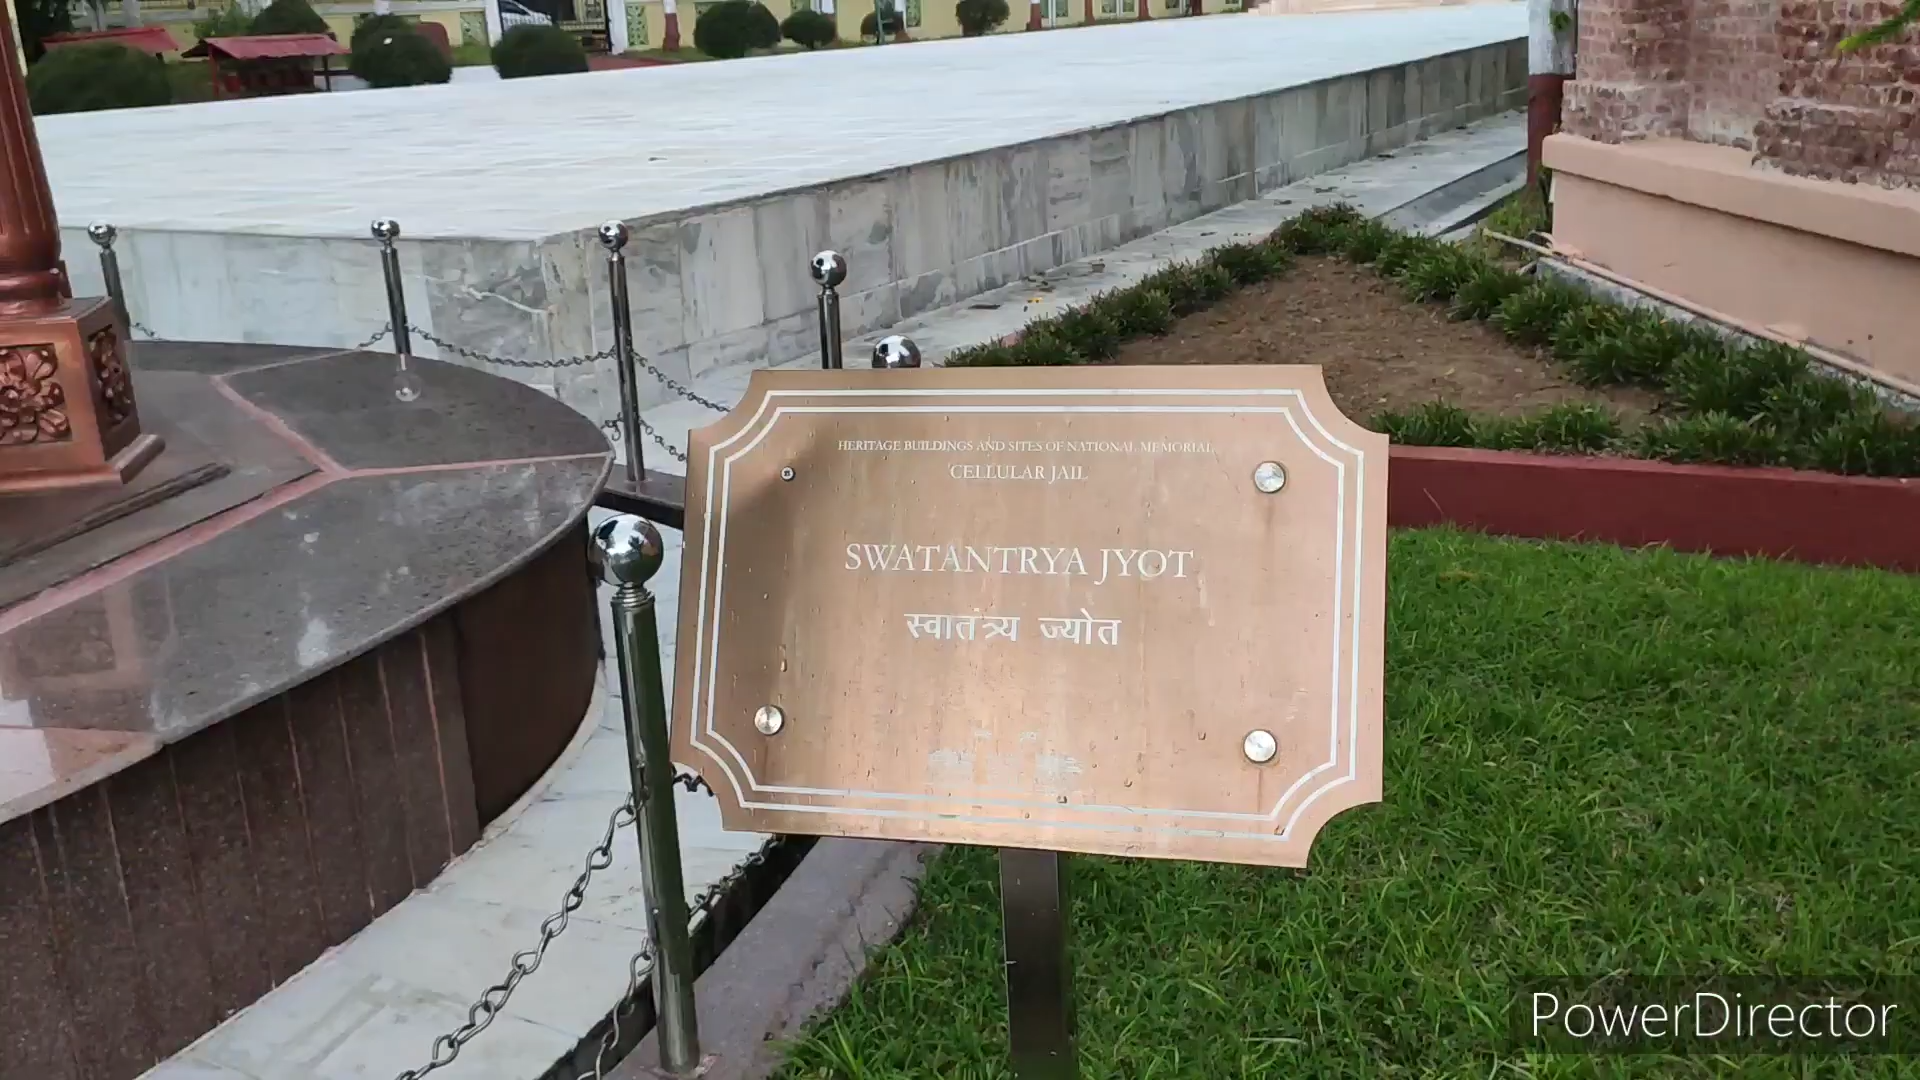 HERITAGE BUILDINGS AND SITES OF NATIONAL MEMORIAL
CELLULAR JAIL
SWATANTRYA JYOT
स्वातंत्र्य ज्योत
PowerDirector